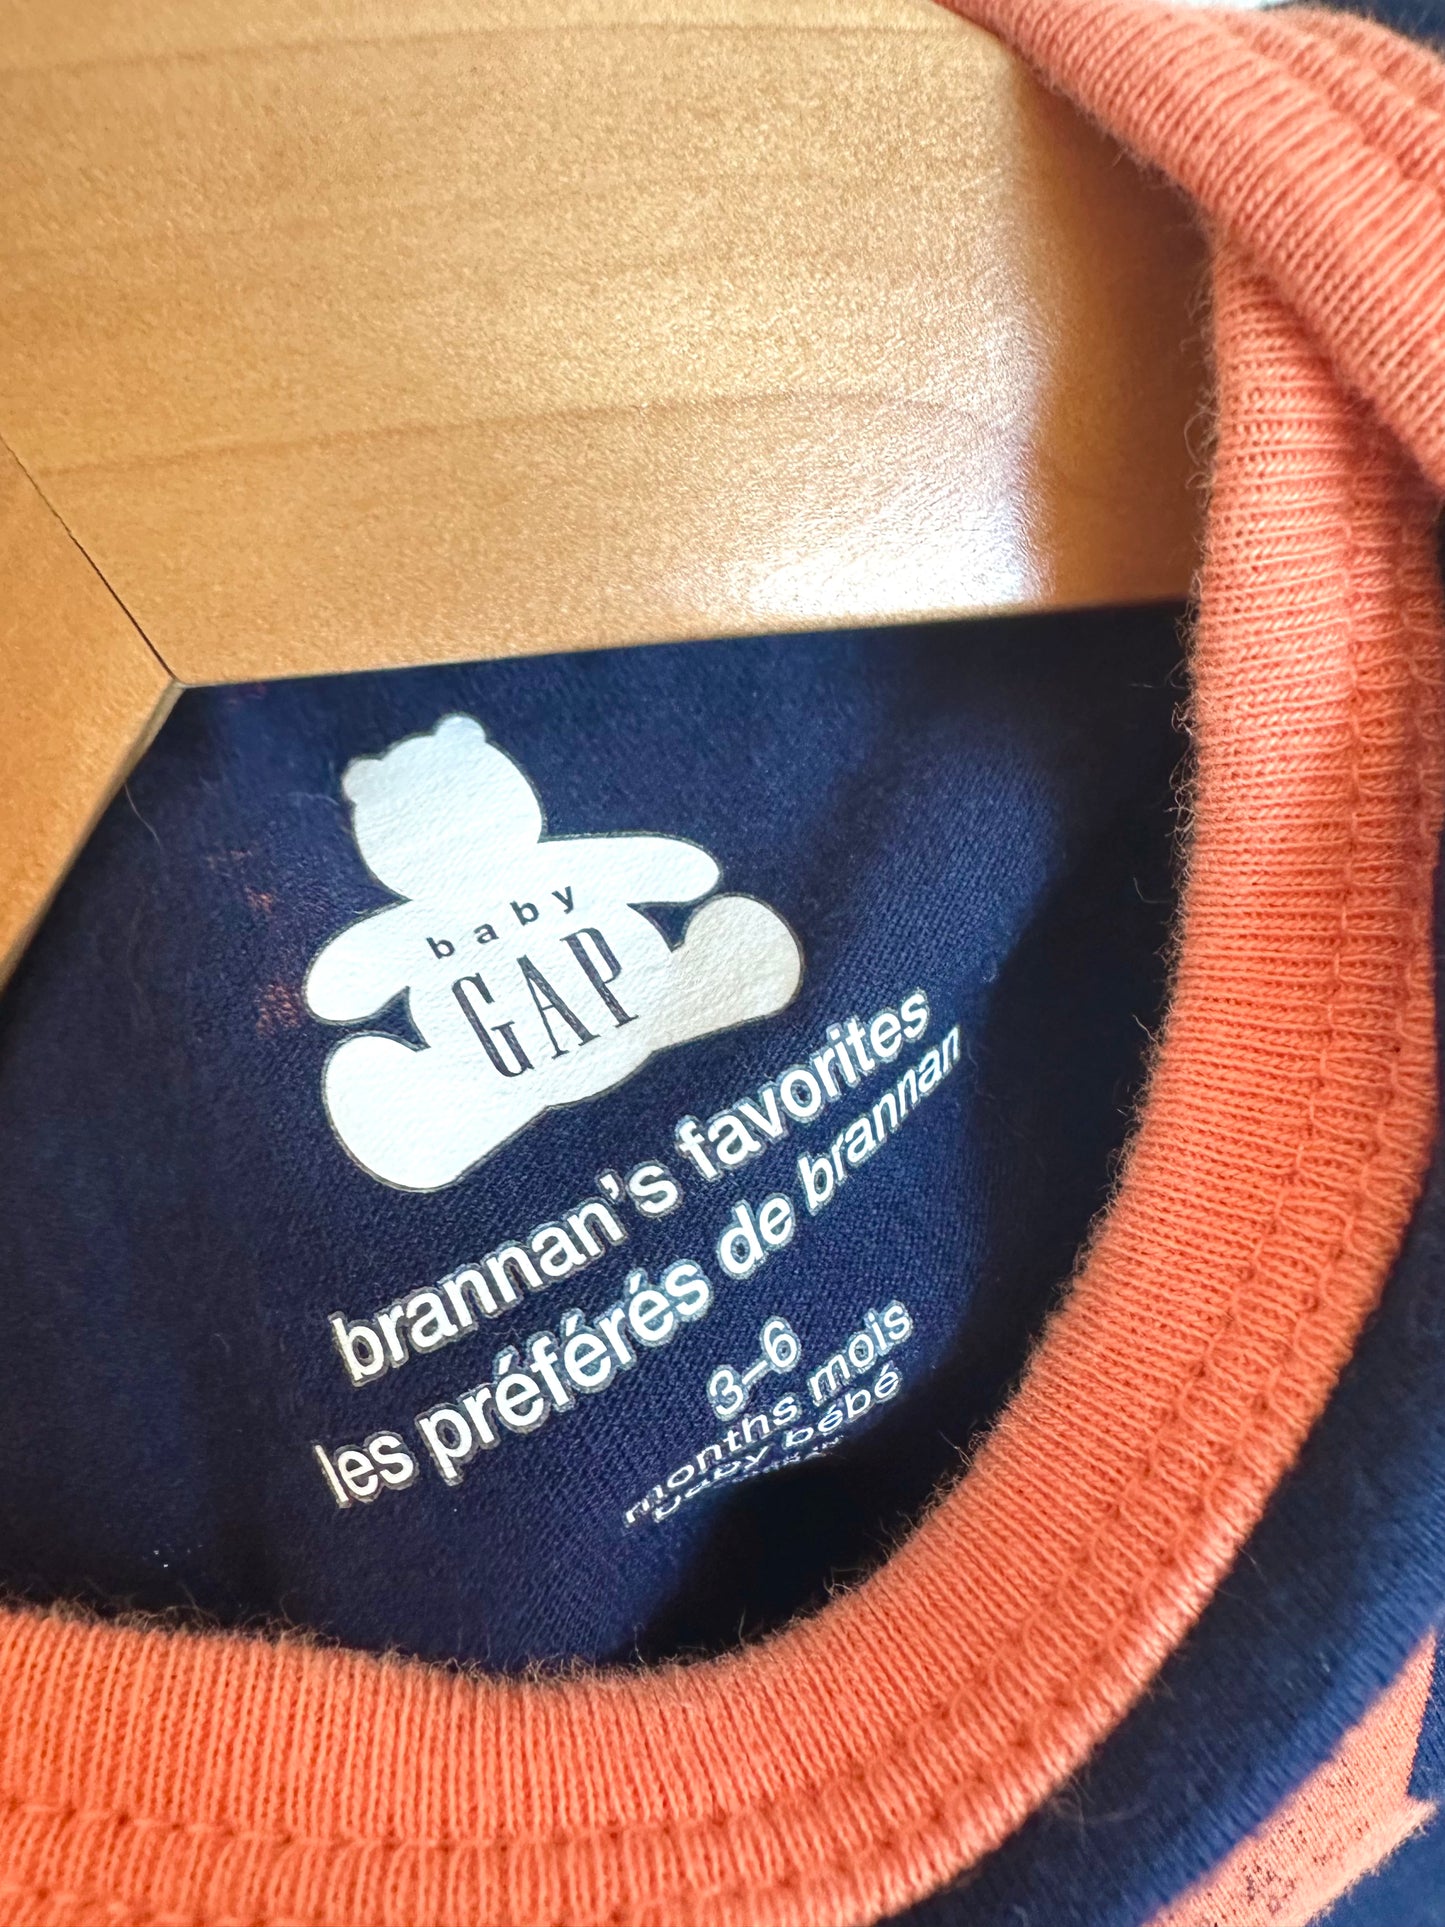 baby
GAP
brannan's favorites
les préférés de brannan
3–6
months mois
baby bébé